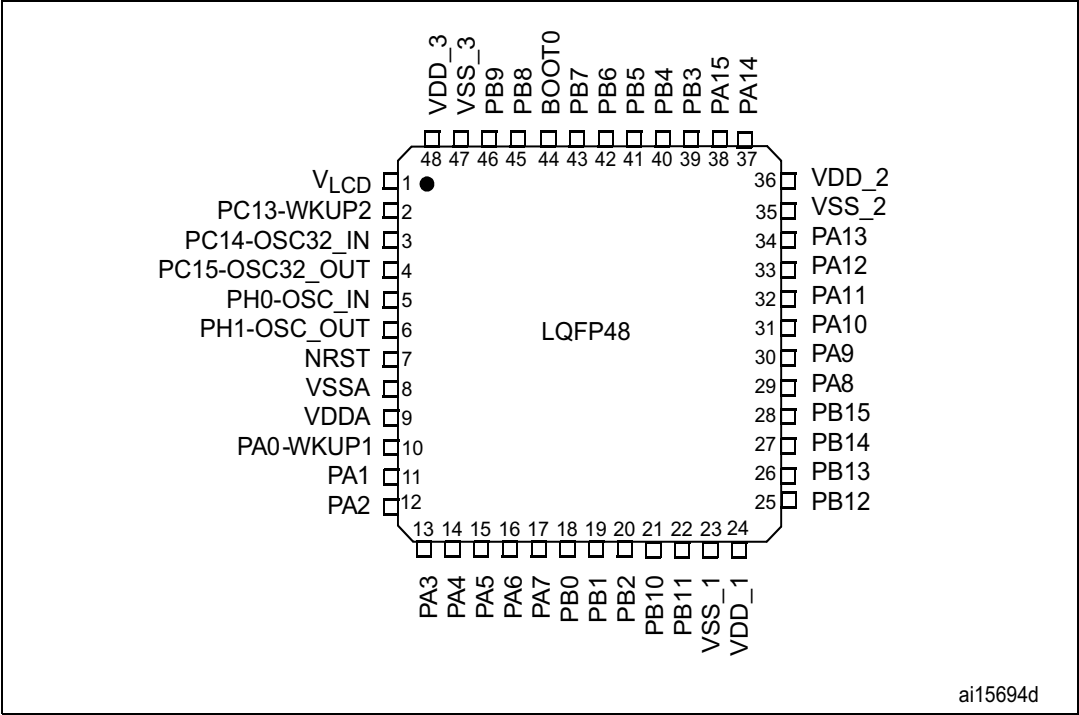 VDD_3
VSS_3
PB9
PB8
BOOT0
PB7
PB6
PB5
PB4
PB3
PA15
PA14
48 47 46 45 44 43 42 41 40 39 38 37
VLCD 1
PC13-WKUP2 2
PC14-OSC32_IN 3
PC15-OSC32_OUT 4
PH0-OSC_IN 5
PH1-OSC_OUT 6
NRST 7
VSSA 8
VDDA 9
PA0-WKUP1 10
PA1 11
PA2 12
LQFP48
36 VDD_2
35 VSS_2
34 PA13
33 PA12
32 PA11
31 PA10
30 PA9
29 PA8
28 PB15
27 PB14
26 PB13
25 PB12
13 14 15 16 17 18 19 20 21 22 23 24
PA3
PA4
PA5
PA6
PA7
PB0
PB1
PB2
PB10
PB11
VSS_1
VDD_1
ai15694d